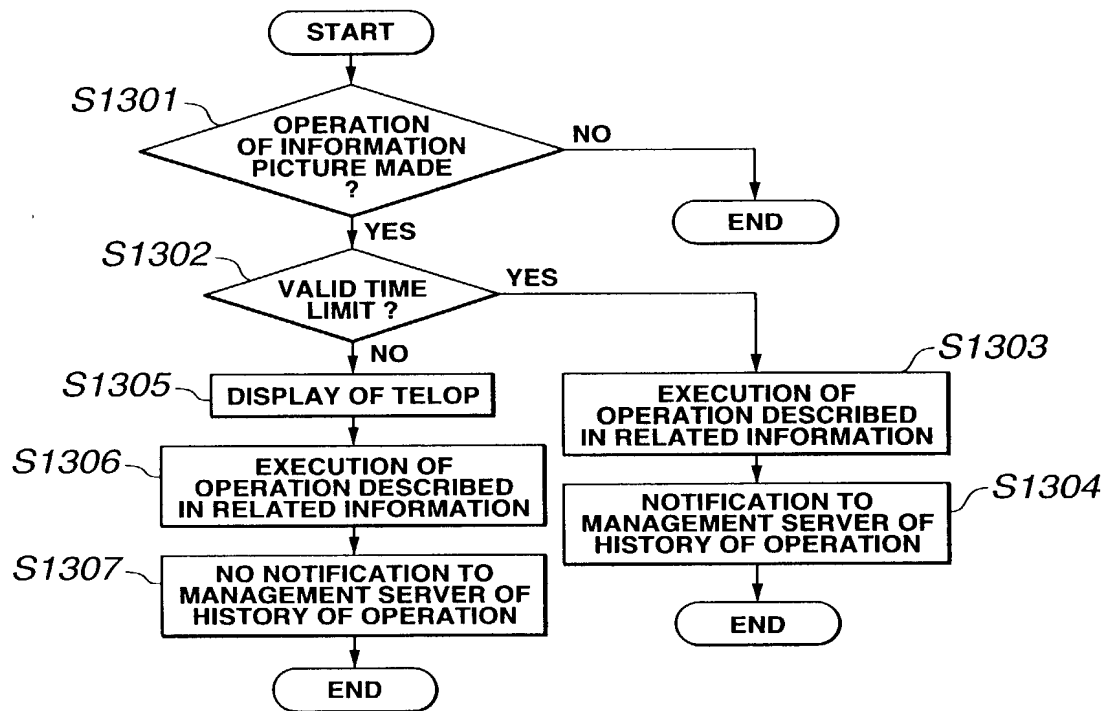 START
S1301
OPERATION
OF INFORMATION
PICTURE MADE
?
NO
END
YES
S1302
VALID TIME
LIMIT ?
YES
NO
S1303
EXECUTION OF
OPERATION DESCRIBED
IN RELATED INFORMATION
S1304
NOTIFICATION TO
MANAGEMENT SERVER OF
HISTORY OF OPERATION
END
S1305
DISPLAY OF TELOP
S1306
EXECUTION OF
OPERATION DESCRIBED
IN RELATED INFORMATION
S1307
NO NOTIFICATION TO
MANAGEMENT SERVER OF
HISTORY OF OPERATION
END